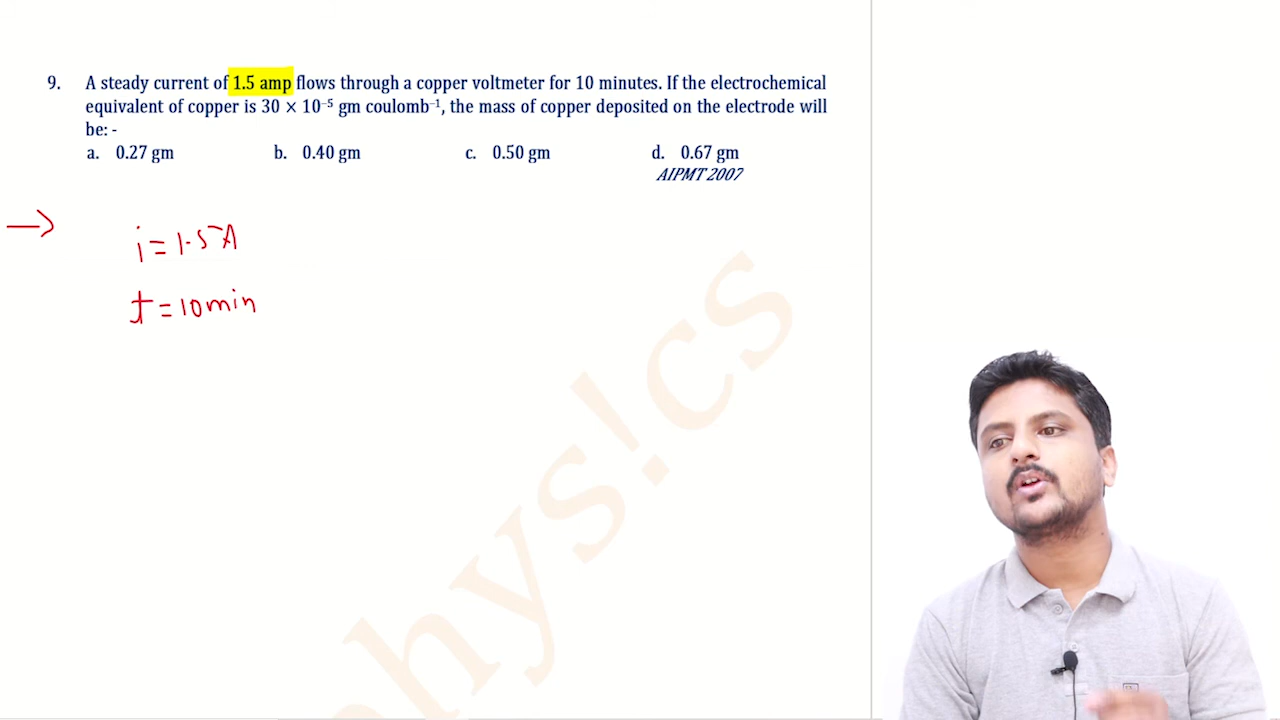 9. A steady current of 1.5 amp flows through a copper voltmeter for 10 minutes. If the electrochemical
equivalent of copper is 30 × 10⁻⁵ gm coulomb⁻¹, the mass of copper deposited on the electrode will
be: -
a. 0.27 gm b. 0.40 gm c. 0.50 gm d. 0.67 gm
AIPMT 2007
→ i = 1.5 A
t = 10 min
hys!cs